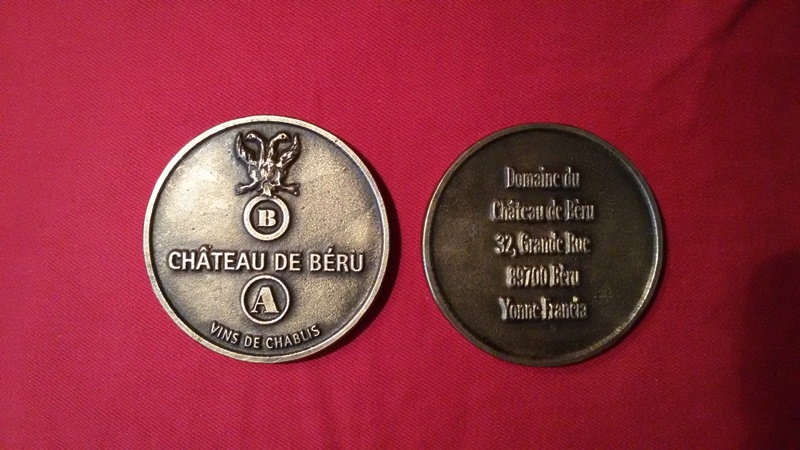 B
CHÂTEAU DE BÉRU
A
VINS DE CHABLIS
Domaine du
Château de Béru
32, Grande Rue
89700 Béru
Yonne Francia